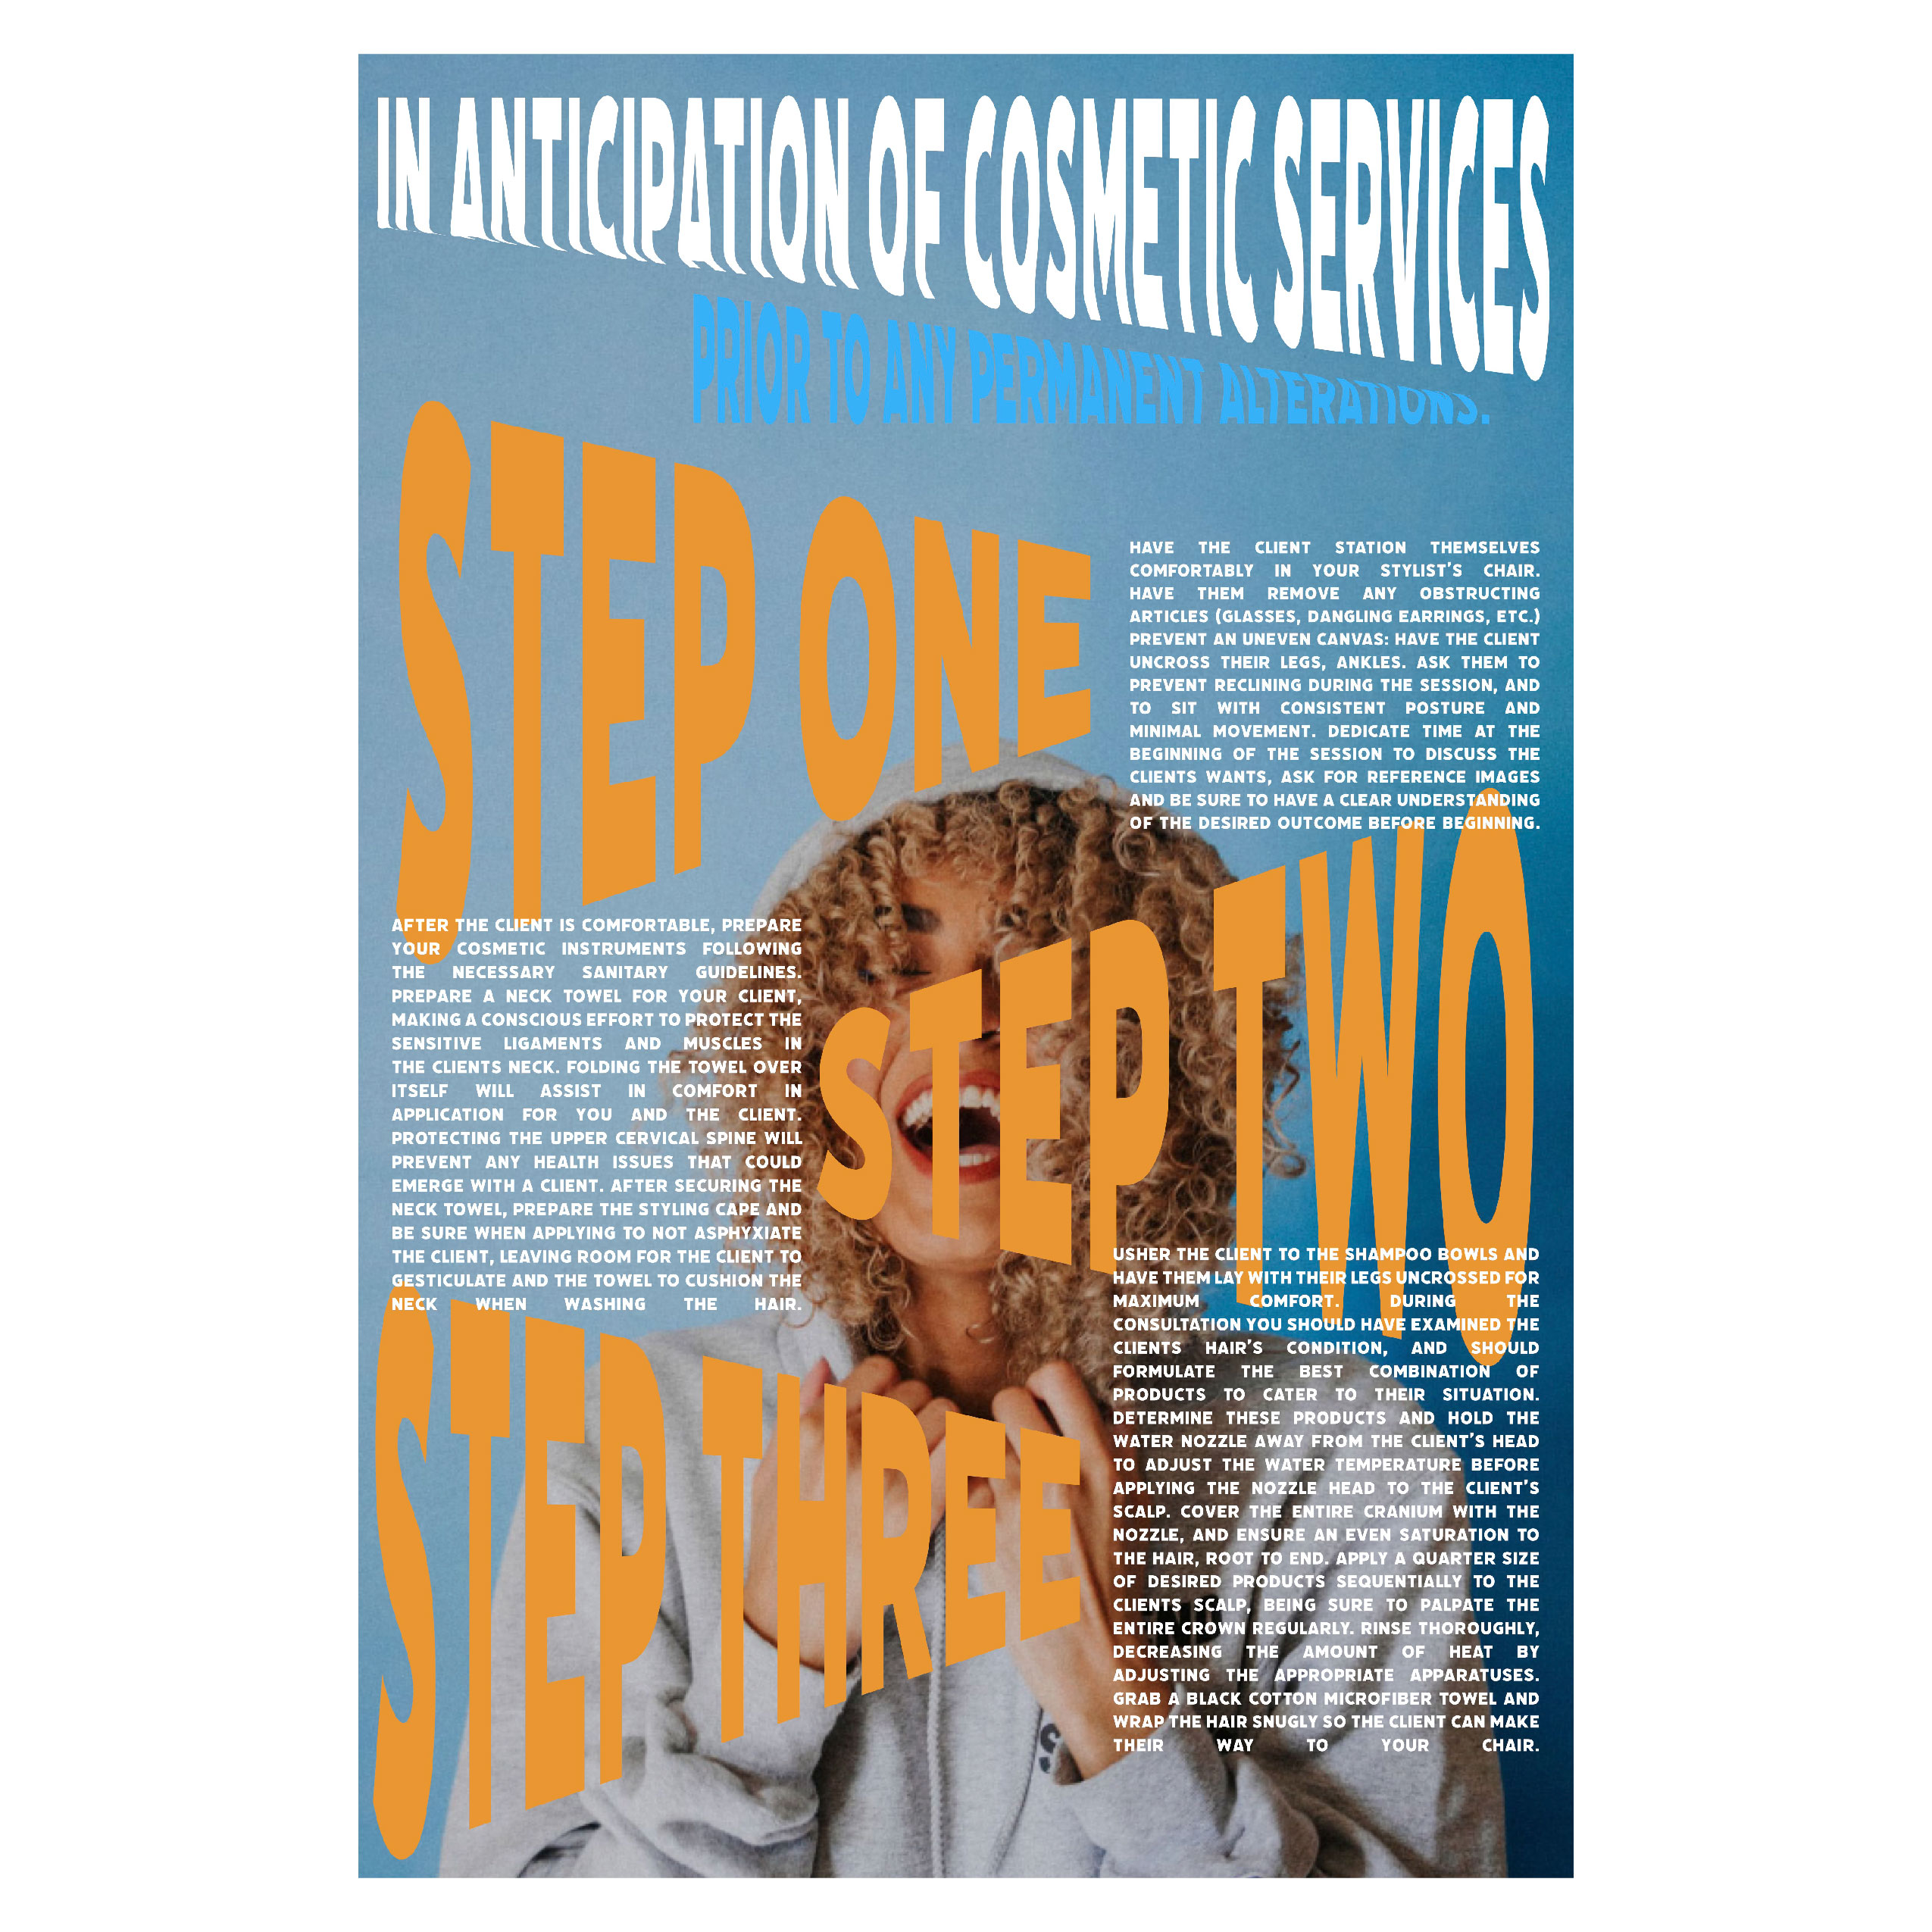 IN ANTICIPATION OF COSMETIC SERVICES
PRIOR TO ANY PERMANENT ALTERATIONS.
STEP ONE
HAVE THE CLIENT STATION THEMSELVES
COMFORTABLY IN YOUR STYLIST'S CHAIR.
HAVE THEM REMOVE ANY OBSTRUCTING
ARTICLES (GLASSES, DANGLING EARRINGS, ETC.)
PREVENT AN UNEVEN CANVAS: HAVE THE CLIENT
UNCROSS THEIR LEGS, ANKLES. ASK THEM TO
PREVENT RECLINING DURING THE SESSION, AND
TO SIT WITH CONSISTENT POSTURE AND
MINIMAL MOVEMENT. DEDICATE TIME AT THE
BEGINNING OF THE SESSION TO DISCUSS THE
CLIENTS WANTS, ASK FOR REFERENCE IMAGES
AND BE SURE TO HAVE A CLEAR UNDERSTANDING
OF THE DESIRED OUTCOME BEFORE BEGINNING.
STEP TWO
AFTER THE CLIENT IS COMFORTABLE, PREPARE
YOUR COSMETIC INSTRUMENTS FOLLOWING
THE NECESSARY SANITARY GUIDELINES.
PREPARE A NECK TOWEL FOR YOUR CLIENT,
MAKING A CONSCIOUS EFFORT TO PROTECT THE
SENSITIVE LIGAMENTS AND MUSCLES IN
THE CLIENTS NECK. FOLDING THE TOWEL OVER
ITSELF WILL ASSIST IN COMFORT IN
APPLICATION FOR YOU AND THE CLIENT.
PROTECTING THE UPPER CERVICAL SPINE WILL
PREVENT ANY HEALTH ISSUES THAT COULD
EMERGE WITH A CLIENT. AFTER SECURING THE
NECK TOWEL, PREPARE THE STYLING CAPE AND
BE SURE WHEN APPLYING TO NOT ASPHYXIATE
THE CLIENT, LEAVING ROOM FOR THE CLIENT TO
GESTICULATE AND THE TOWEL TO CUSHION THE
NECK WHEN WASHING THE HAIR.
STEP THREE
USHER THE CLIENT TO THE SHAMPOO BOWLS AND
HAVE THEM LAY WITH THEIR LEGS UNCROSSED FOR
MAXIMUM COMFORT. DURING THE
CONSULTATION YOU SHOULD HAVE EXAMINED THE
CLIENTS HAIR'S CONDITION, AND SHOULD
FORMULATE THE BEST COMBINATION OF
PRODUCTS TO CATER TO THEIR SITUATION.
DETERMINE THESE PRODUCTS AND HOLD THE
WATER NOZZLE AWAY FROM THE CLIENT'S HEAD
TO ADJUST THE WATER TEMPERATURE BEFORE
APPLYING THE NOZZLE HEAD TO THE CLIENT'S
SCALP. COVER THE ENTIRE CRANIUM WITH THE
NOZZLE, AND ENSURE AN EVEN SATURATION TO
THE HAIR, ROOT TO END. APPLY A QUARTER SIZE
OF DESIRED PRODUCTS SEQUENTIALLY TO THE
CLIENTS SCALP, BEING SURE TO PALPATE THE
ENTIRE CROWN REGULARLY. RINSE THOROUGHLY,
DECREASING THE AMOUNT OF HEAT BY
ADJUSTING THE APPROPRIATE APPARATUSES.
GRAB A BLACK COTTON MICROFIBER TOWEL AND
WRAP THE HAIR SNUGLY SO THE CLIENT CAN MAKE
THEIR WAY TO YOUR CHAIR.